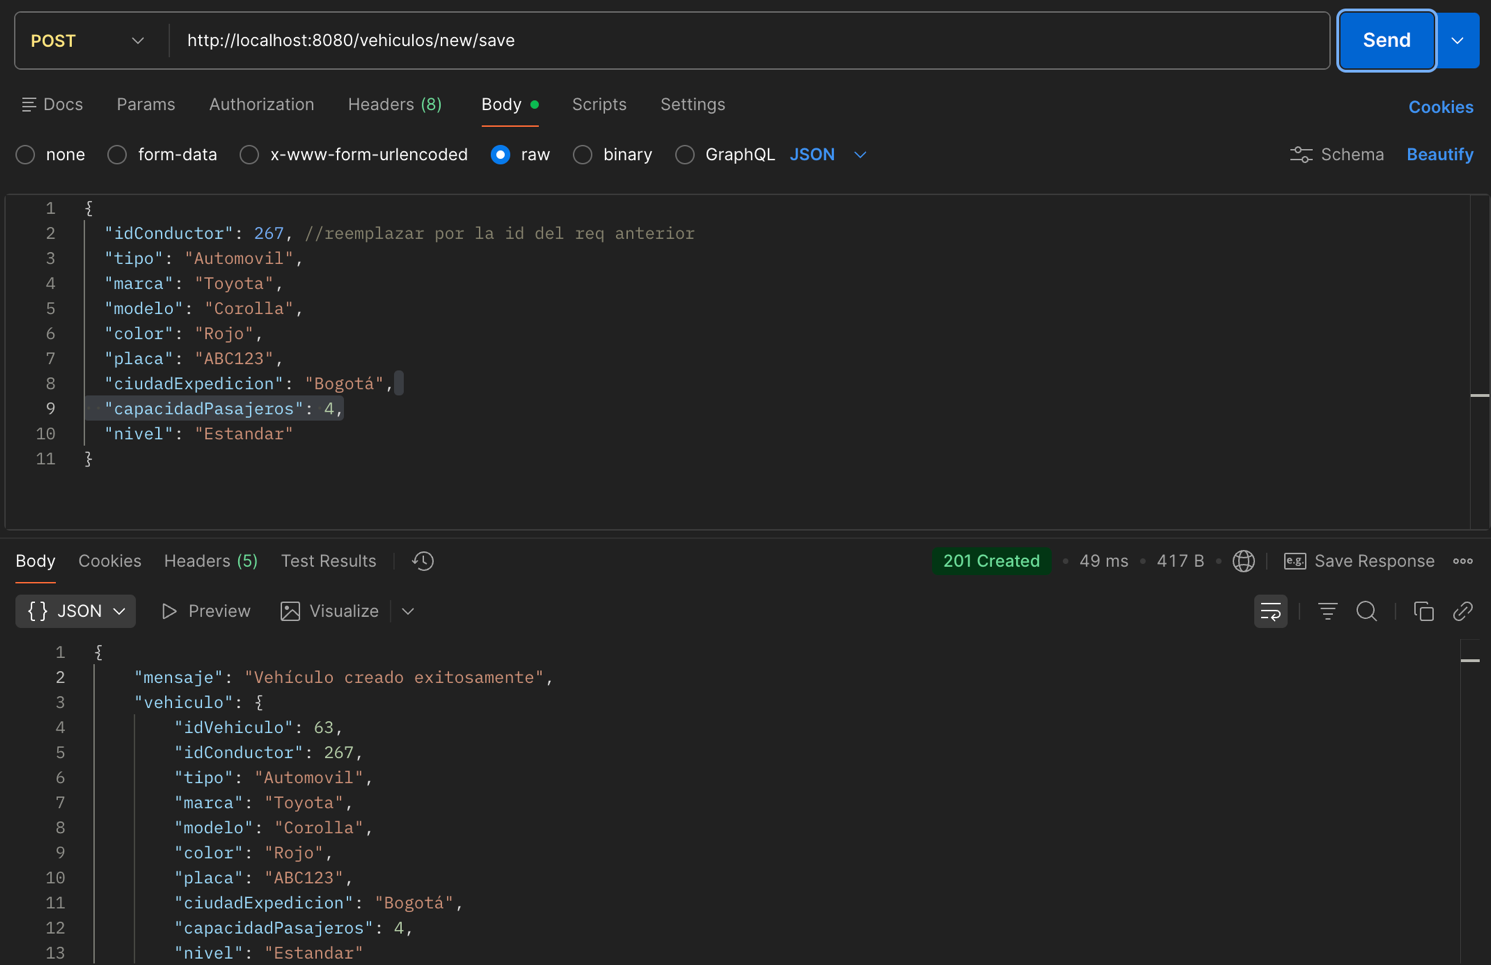 POST http://localhost:8080/vehiculos/new/save Send
Docs Params Authorization Headers (8) Body Scripts Settings Cookies
none form-data x-www-form-urlencoded raw binary GraphQL JSON Schema Beautify
1 {
2 "idConductor": 267, //reemplazar por la id del req anterior
3 "tipo": "Automovil",
4 "marca": "Toyota",
5 "modelo": "Corolla",
6 "color": "Rojo",
7 "placa": "ABC123",
8 "ciudadExpedicion": "Bogotá",
9 "capacidadPasajeros": 4,
10 "nivel": "Estandar"
11 }
Body Cookies Headers (5) Test Results 201 Created • 49 ms • 417 B • e.g. Save Response
{} JSON Preview Visualize
1 {
2 "mensaje": "Vehículo creado exitosamente",
3 "vehiculo": {
4 "idVehiculo": 63,
5 "idConductor": 267,
6 "tipo": "Automovil",
7 "marca": "Toyota",
8 "modelo": "Corolla",
9 "color": "Rojo",
10 "placa": "ABC123",
11 "ciudadExpedicion": "Bogotá",
12 "capacidadPasajeros": 4,
13 "nivel": "Estandar"